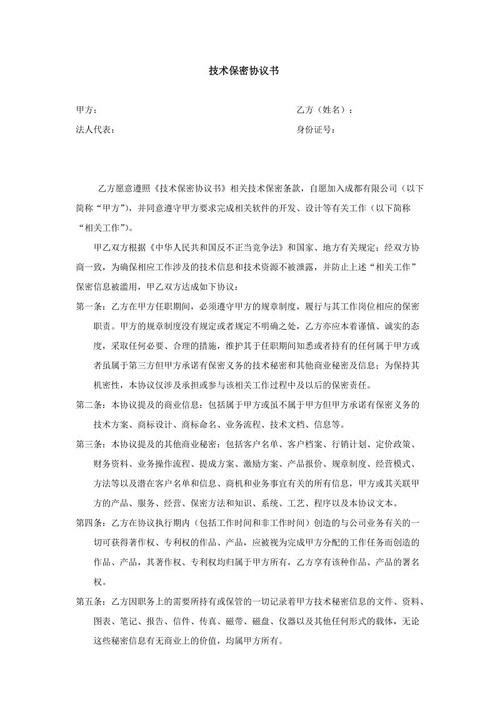 技术保密协议书
甲方： 乙方（姓名）：
法人代表： 身份证号：
乙方愿意遵照《技术保密协议书》相关技术保密条款，自愿加入成都有限公司（以下
简称“甲方”），并同意遵守甲方要求完成相关软件的开发、设计等有关工作（以下简称
“相关工作”）。
甲乙双方根据《中华人民共和国反不正当竞争法》和国家、地方有关规定；经双方协
商一致，为确保相应工作涉及的技术信息和技术资源不被泄露，并防止上述“相关工作”
保密信息被滥用，甲乙双方达成如下协议：
第一条：乙方在甲方任职期间，必须遵守甲方的规章制度，履行与其工作岗位相应的保密
职责。甲方的规章制度没有规定或者规定不明确之处，乙方亦应本着谨慎、诚实的态
度，采取任何必要、合理的措施，维护其于任职期间知悉或者持有的任何属于甲方或
者虽属于第三方但甲方承诺有保密义务的技术秘密和其他商业秘密及信息；为保持其
机密性，本协议仅涉及承担或参与该相关工作过程中及以后的保密责任。
第二条：本协议提及的商业信息：包括属于甲方或虽不属于甲方但甲方承诺有保密义务的
技术方案、商标设计、商标命名、业务流程、技术文档、信息等。
第三条：本协议提及的其他商业秘密：包括客户名单、客户档案、行销计划、定价政策、
财务资料、业务操作流程、提成方案、激励方案、产品报价、规章制度、经营模式、
方法等以及潜在客户名单和信息、商机和业务事宜有关的所有信息，甲方或其关联甲
方的产品、服务、经营、保密方法和知识、系统、工艺、程序以及本协议文本。
第四条：乙方在协议执行期内（包括工作时间和非工作时间）创造的与公司业务有关的一
切可获得著作权、专利权的作品、产品，应被视为完成甲方分配的工作任务而创造的
作品、产品，其著作权、专利权均归属于甲方所有，乙方享有该种作品、产品的署名
权。
第五条：乙方因职务上的需要所持有或保管的一切记录着甲方技术秘密信息的文件、资料、
图表、笔记、报告、信件、传真、磁带、磁盘、仪器以及其他任何形式的载体，无论
这些秘密信息有无商业上的价值，均属甲方所有。